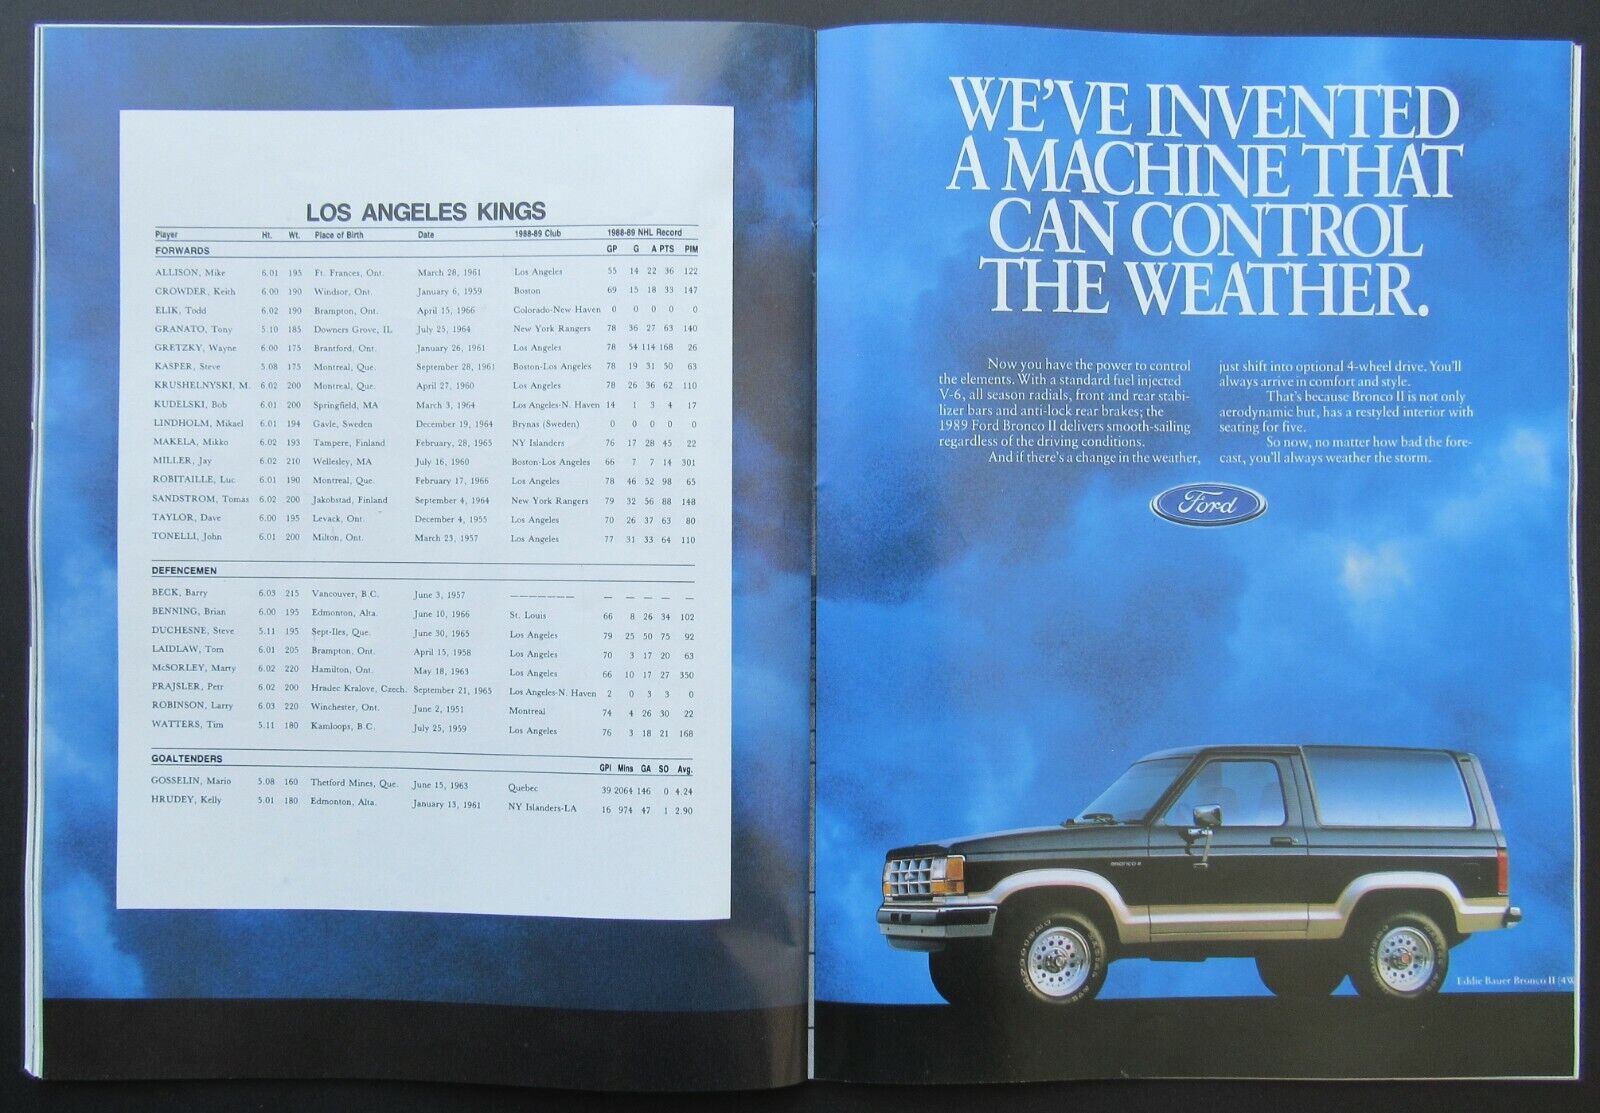 LOS ANGELES KINGS
Player Ht. Wt. Place of Birth Date 1988-89 Club 1988-89 NHL Record
FORWARDS GP G A PTS PIM
ALLISON, Mike 6.01 195 Ft. Frances, Ont. March 28, 1961 Los Angeles 55 14 22 36 122
CROWDER, Keith 6.00 190 Windsor, Ont. January 6, 1959 Boston 69 15 18 33 147
ELIK, Todd 6.02 190 Brampton, Ont. April 15, 1966 Colorado-New Haven 0 0 0 0 0
GRANATO, Tony 5.10 185 Downers Grove, IL July 25, 1964 New York Rangers 78 36 27 63 140
GRETZKY, Wayne 6.00 175 Brantford, Ont. January 26, 1961 Los Angeles 78 54 114 168 26
KASPER, Steve 5.08 175 Montreal, Que. September 28, 1961 Boston-Los Angeles 78 19 31 50 63
KRUSHELNYSKI, M. 6.02 200 Montreal, Que. April 27, 1960 Los Angeles 78 26 36 62 110
KUDELSKI, Bob 6.01 200 Springfield, MA March 3, 1964 Los Angeles-N. Haven 14 1 3 4 17
LINDHOLM, Mikael 6.01 194 Gavle, Sweden December 19, 1964 Brynas (Sweden) 0 0 0 0 0
MAKELA, Mikko 6.02 193 Tampere, Finland February, 28, 1965 NY Islanders 76 17 28 45 22
MILLER, Jay 6.02 210 Wellesley, MA July 16, 1960 Boston-Los Angeles 66 7 7 14 301
ROBITAILLE, Luc 6.01 190 Montreal, Que. February 17, 1966 Los Angeles 78 46 52 98 65
SANDSTROM, Tomas 6.02 200 Jakobstad, Finland September 4, 1964 New York Rangers 79 32 56 88 148
TAYLOR, Dave 6.00 195 Levack, Ont. December 4, 1955 Los Angeles 70 26 37 63 80
TONELLI, John 6.01 200 Milton, Ont. March 23, 1957 Los Angeles 77 31 33 64 110
DEFENCEMEN
BECK, Barry 6.03 215 Vancouver, B.C. June 3, 1957 ———————— — — — — —
BENNING, Brian 6.00 195 Edmonton, Alta. June 10, 1966 St. Louis 66 8 26 34 102
DUCHESNE, Steve 5.11 195 Sept-Iles, Que. June 30, 1965 Los Angeles 79 25 50 75 92
LAIDLAW, Tom 6.01 205 Brampton, Ont. April 15, 1958 Los Angeles 70 3 17 20 63
McSORLEY, Marty 6.02 220 Hamilton, Ont. May 18, 1963 Los Angeles 66 10 17 27 350
PRAJSLER, Petr 6.02 200 Hradec Kralove, Czech. September 21, 1965 Los Angeles-N. Haven 2 0 3 3 0
ROBINSON, Larry 6.03 220 Winchester, Ont. June 2, 1951 Montreal 74 4 26 30 22
WATTERS, Tim 5.11 180 Kamloops, B.C. July 25, 1959 Los Angeles 76 3 18 21 168
GOALTENDERS GPI Mins GA SO Avg.
GOSSELIN, Mario 5.08 160 Thetford Mines, Que. June 15, 1963 Quebec 39 2064 146 0 4.24
HRUDEY, Kelly 5.01 180 Edmonton, Alta. January 13, 1961 NY Islanders-LA 16 974 47 1 2.90
WE'VE INVENTED
A MACHINE THAT
CAN CONTROL
THE WEATHER.
Now you have the power to control
the elements. With a standard fuel injected
V-6, all season radials, front and rear stabi-
lizer bars and anti-lock rear brakes; the
1989 Ford Bronco II delivers smooth-sailing
regardless of the driving conditions.
And if there's a change in the weather,
just shift into optional 4-wheel drive. You'll
always arrive in comfort and style.
That's because Bronco II is not only
aerodynamic but, has a restyled interior with
seating for five.
So now, no matter how bad the fore-
cast, you'll always weather the storm.
Ford
BRONCO II
Eddie Bauer Bronco II (4W